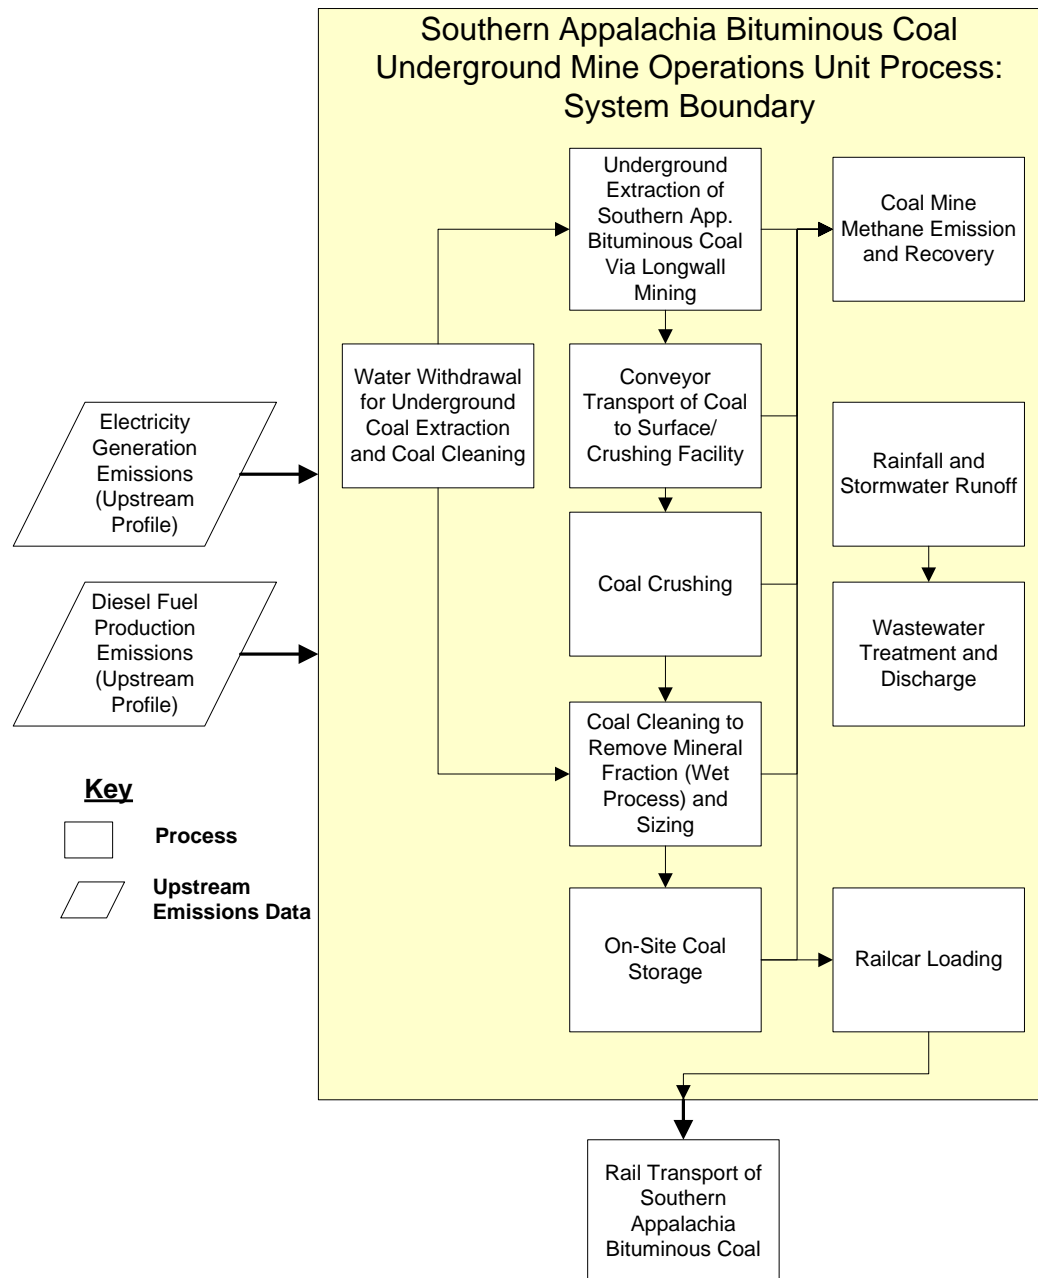 Southern Appalachia Bituminous Coal
Underground Mine Operations Unit Process:
System Boundary
Underground
Extraction of
Southern App.
Bituminous Coal
Via Longwall
Mining
Coal Mine
Methane Emission
and Recovery
Water Withdrawal
for Underground
Coal Extraction
and Coal Cleaning
Conveyor
Transport of Coal
to Surface/
Crushing Facility
Electricity
Generation
Emissions
(Upstream
Profile)
Rainfall and
Stormwater Runoff
Coal Crushing
Diesel Fuel
Production
Emissions
(Upstream
Profile)
Wastewater
Treatment and
Discharge
Coal Cleaning to
Remove Mineral
Fraction (Wet
Process) and
Sizing
Key
Process
Upstream
Emissions Data
On-Site Coal
Storage
Railcar Loading
Rail Transport of
Southern
Appalachia
Bituminous Coal